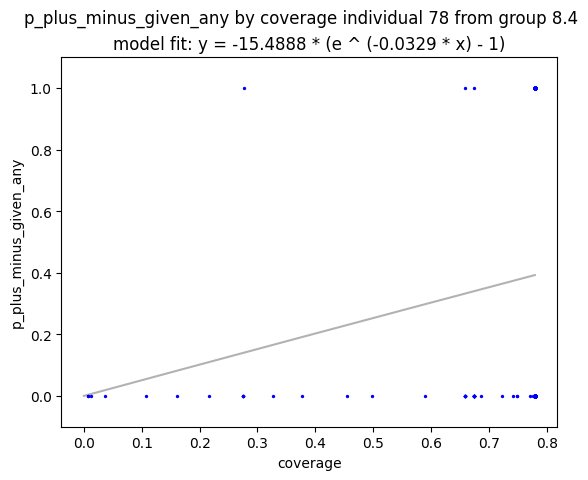 p_plus_minus_given_any by coverage individual 78 from group 8.4
model fit: y = -15.4888 * (e ^ (-0.0329 * x) - 1)
p_plus_minus_given_any
1.0
0.8
0.6
0.4
0.2
0.0
0.0 0.1 0.2 0.3 0.4 0.5 0.6 0.7 0.8
coverage